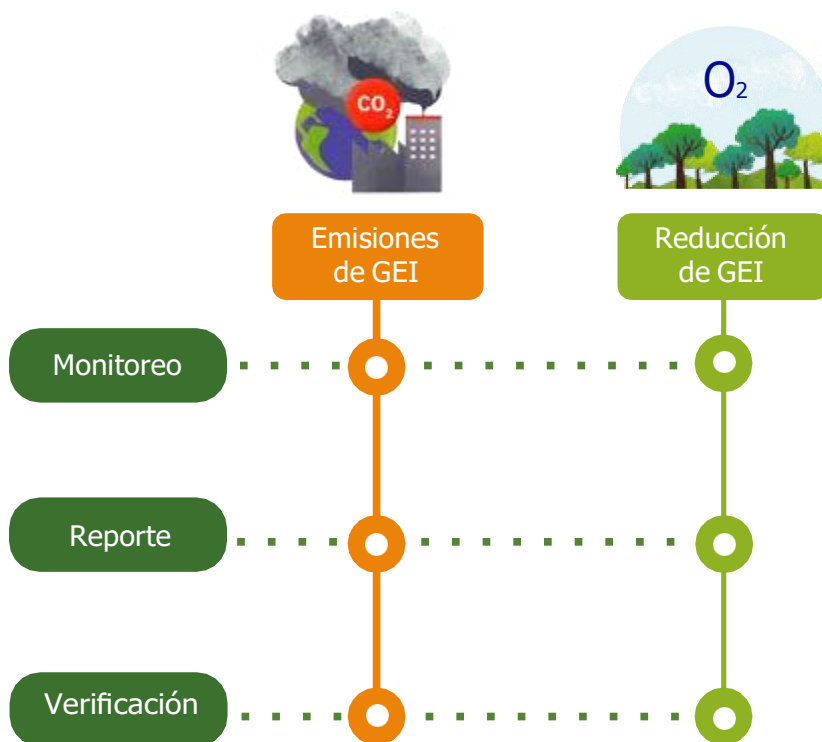 CO₂
O₂
Emisiones
de GEI
Reducción
de GEI
Monitoreo
Reporte
Verificación